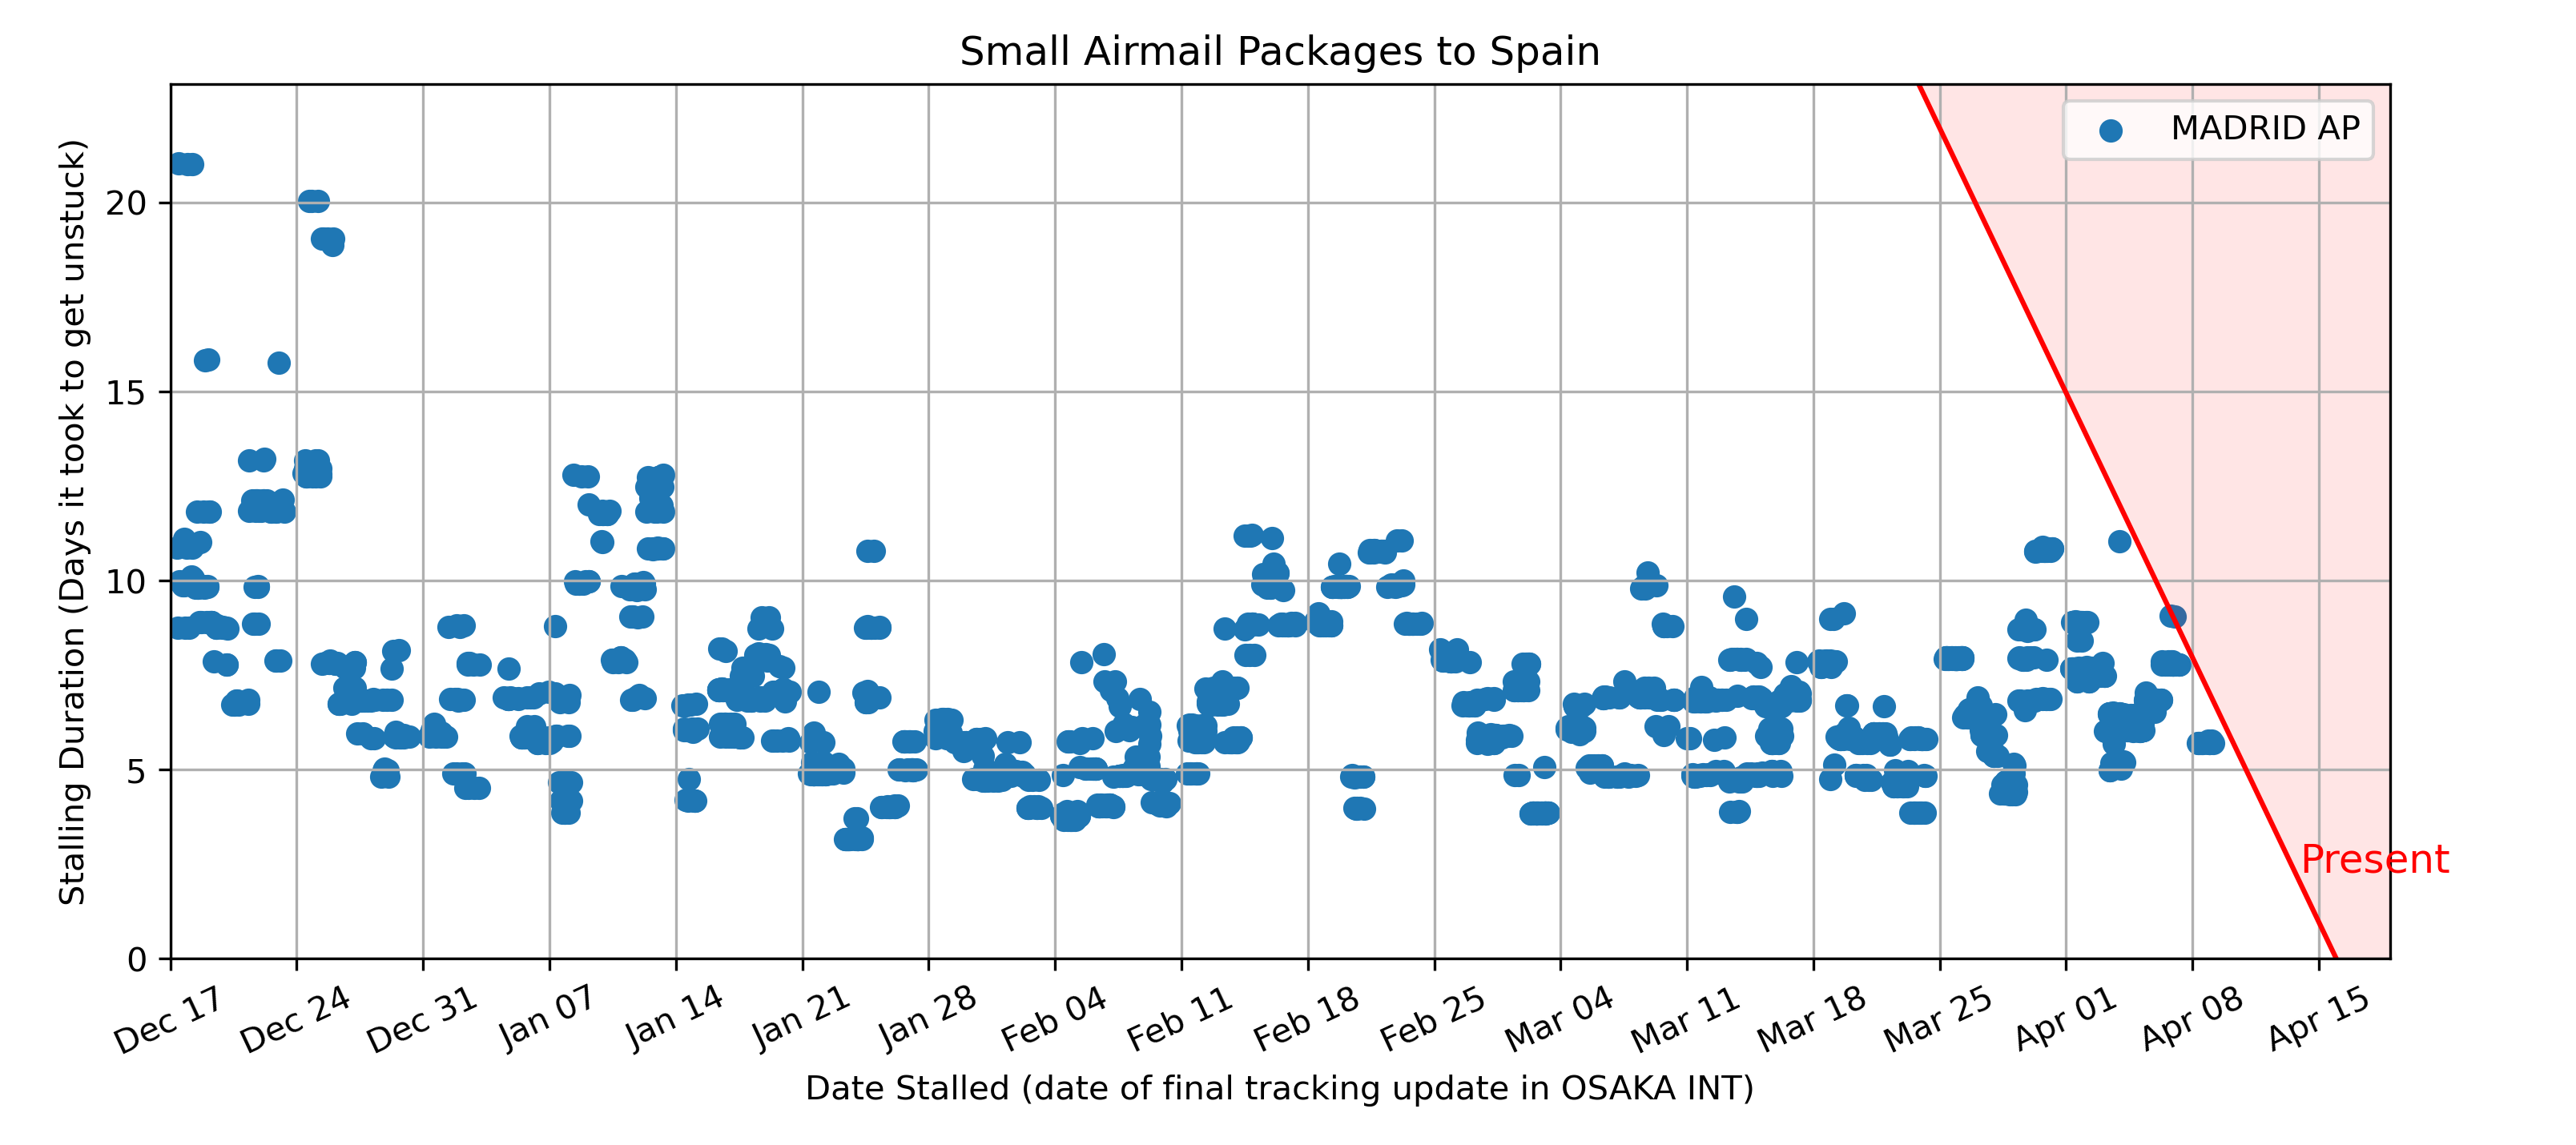 Small Airmail Packages to Spain
MADRID AP
Present
Stalling Duration (Days it took to get unstuck)
20
15
10
5
0
Dec 17
Dec 24
Dec 31
Jan 07
Jan 14
Jan 21
Jan 28
Feb 04
Feb 11
Feb 18
Feb 25
Mar 04
Mar 11
Mar 18
Mar 25
Apr 01
Apr 08
Apr 15
Date Stalled (date of final tracking update in OSAKA INT)